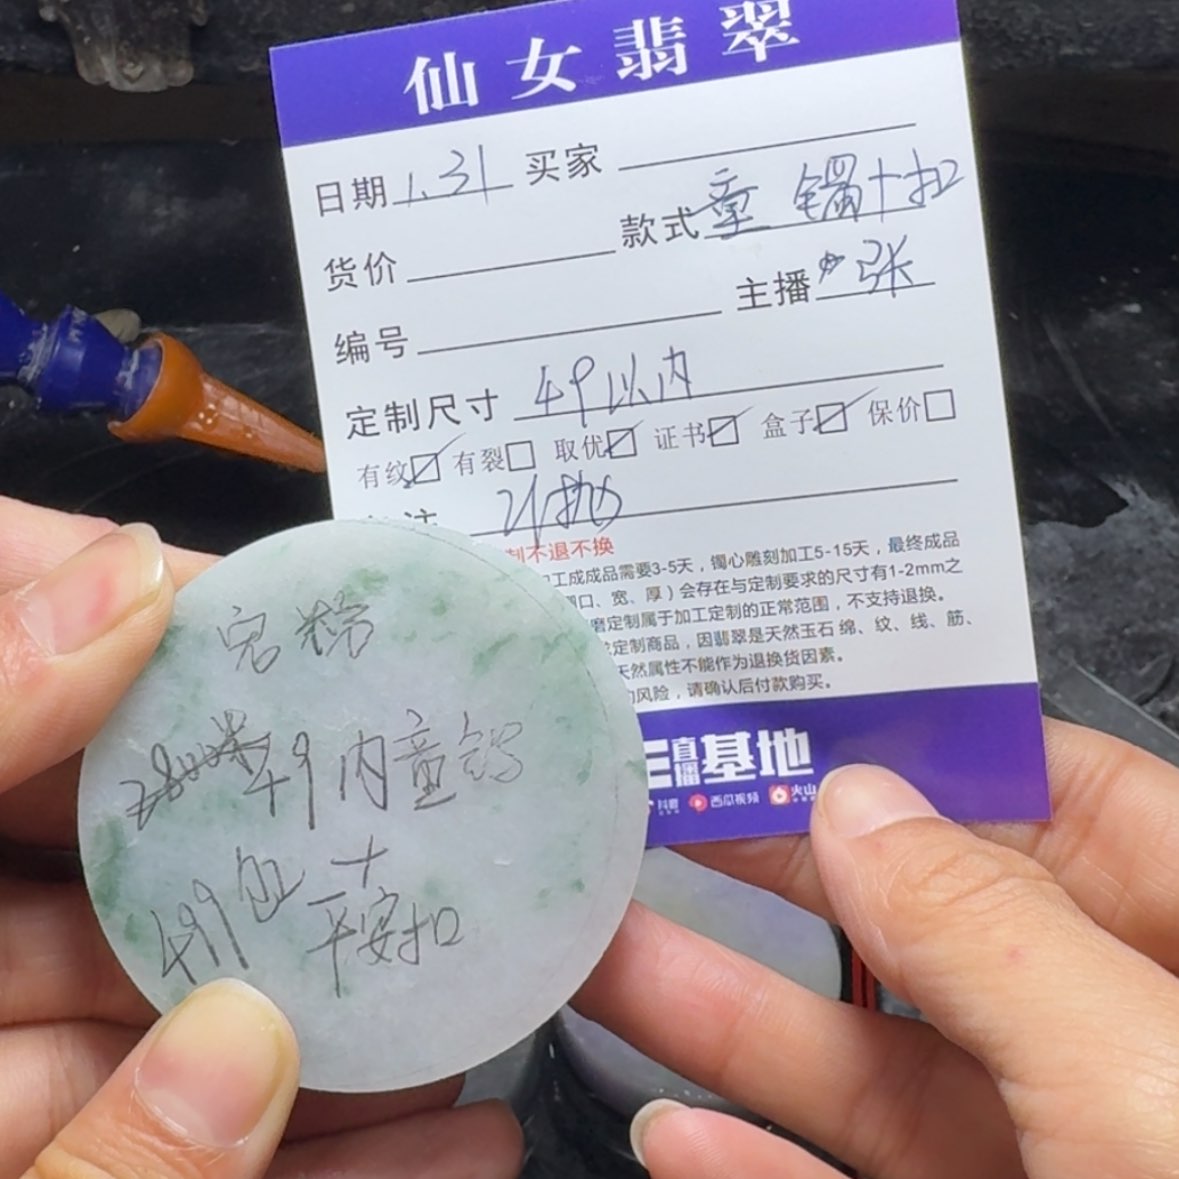 仙女翡翠
日期 1.31 买家
货价 款式 童 镯+扣
编号 主播 小张
定制尺寸 49以内
有纹☑ 有裂□ 取优☑ 证书☑ 盒子☑ 保价□
制不退不换
工成成品需要3-5天，镯心雕刻加工5-15天，最终成品
圈口、宽、厚）会存在与定制要求的尺寸有1-2mm之
磨定制属于加工定制的正常范围，不支持退换。
定制商品，因翡翠是天然玉石 绵、纹、线、筋、
天然属性不能作为退换货因素。
风险，请确认后付款购买。
直播基地
抖音 西瓜视频 火山
49内童镯
+
平安扣